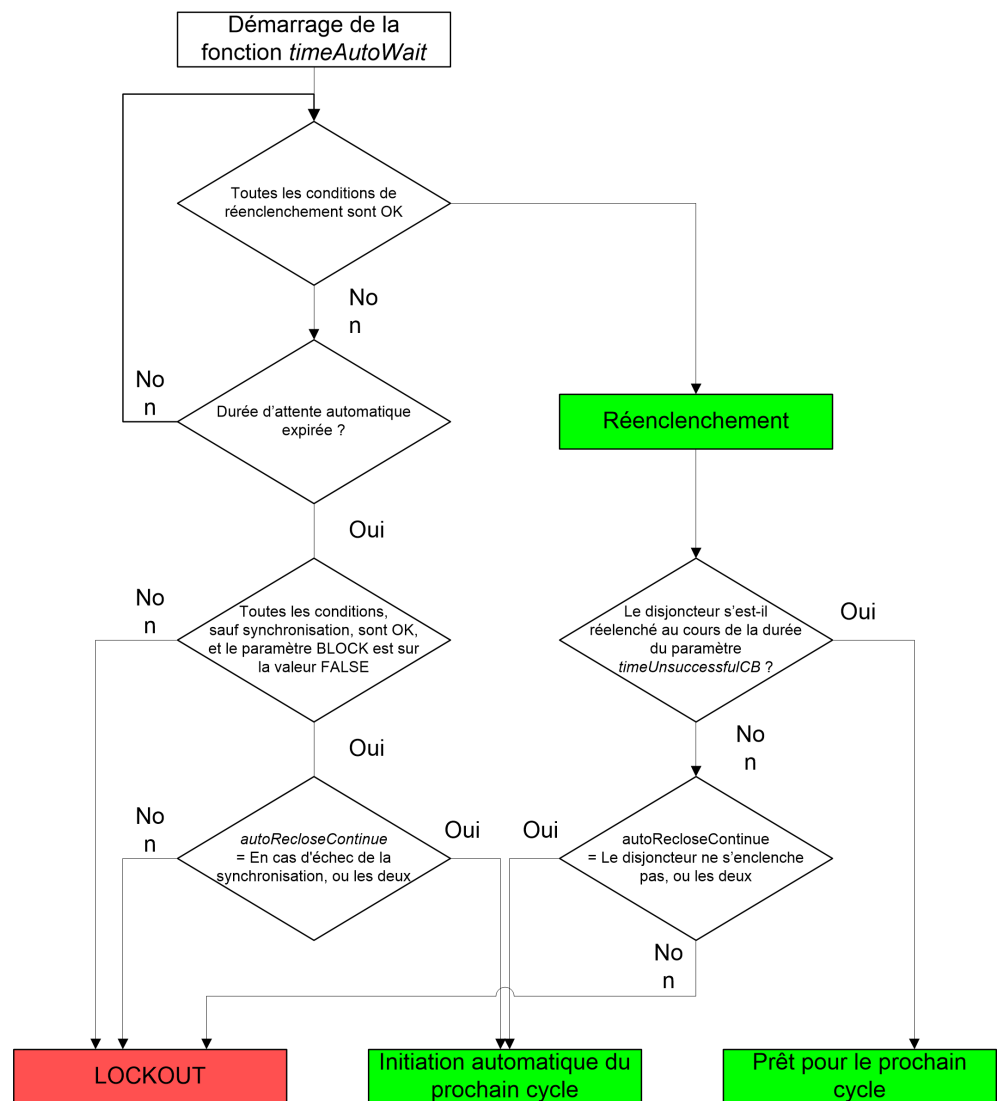 Démarrage de la
fonction timeAutoWait
Toutes les conditions de
réenclenchement sont OK
No
n
No
n
Durée d'attente automatique
expirée ?
Réenclenchement
Oui
No
n
Toutes les conditions,
sauf synchronisation, sont OK,
et le paramètre BLOCK est sur
la valeur FALSE
Le disjoncteur s'est-il
réelenché au cours de la durée
du paramètre
timeUnsuccessfulCB ?
Oui
Oui
No
n
No
n
autoRecloseContinue
= En cas d'échec de la
synchronisation, ou les deux
Oui
Oui
autoRecloseContinue
= Le disjoncteur ne s'enclenche
pas, ou les deux
No
n
LOCKOUT
Initiation automatique du
prochain cycle
Prêt pour le prochain
cycle